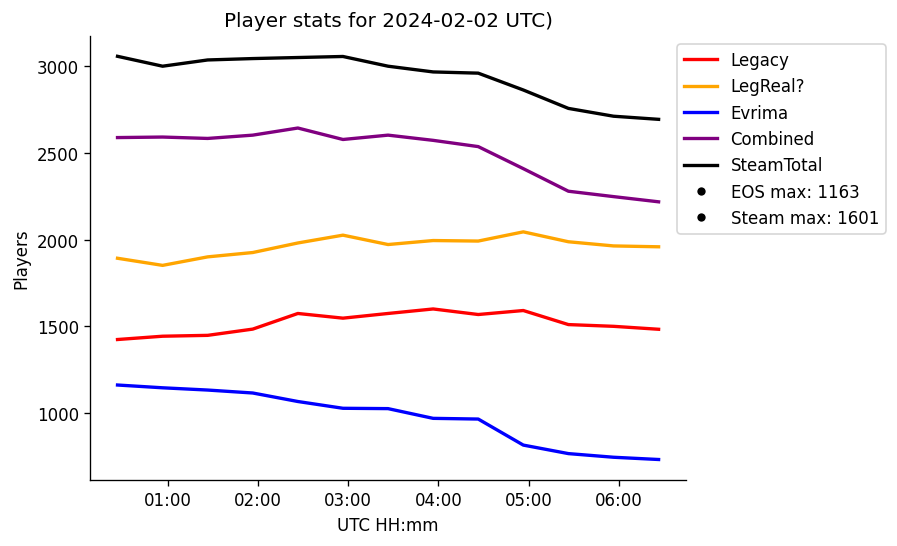 Player stats for 2024-02-02 UTC)
Legacy
LegReal?
Evrima
Combined
SteamTotal
EOS max: 1163
Steam max: 1601
Players
3000
2500
2000
1500
1000
01:00 02:00 03:00 04:00 05:00 06:00
UTC HH:mm